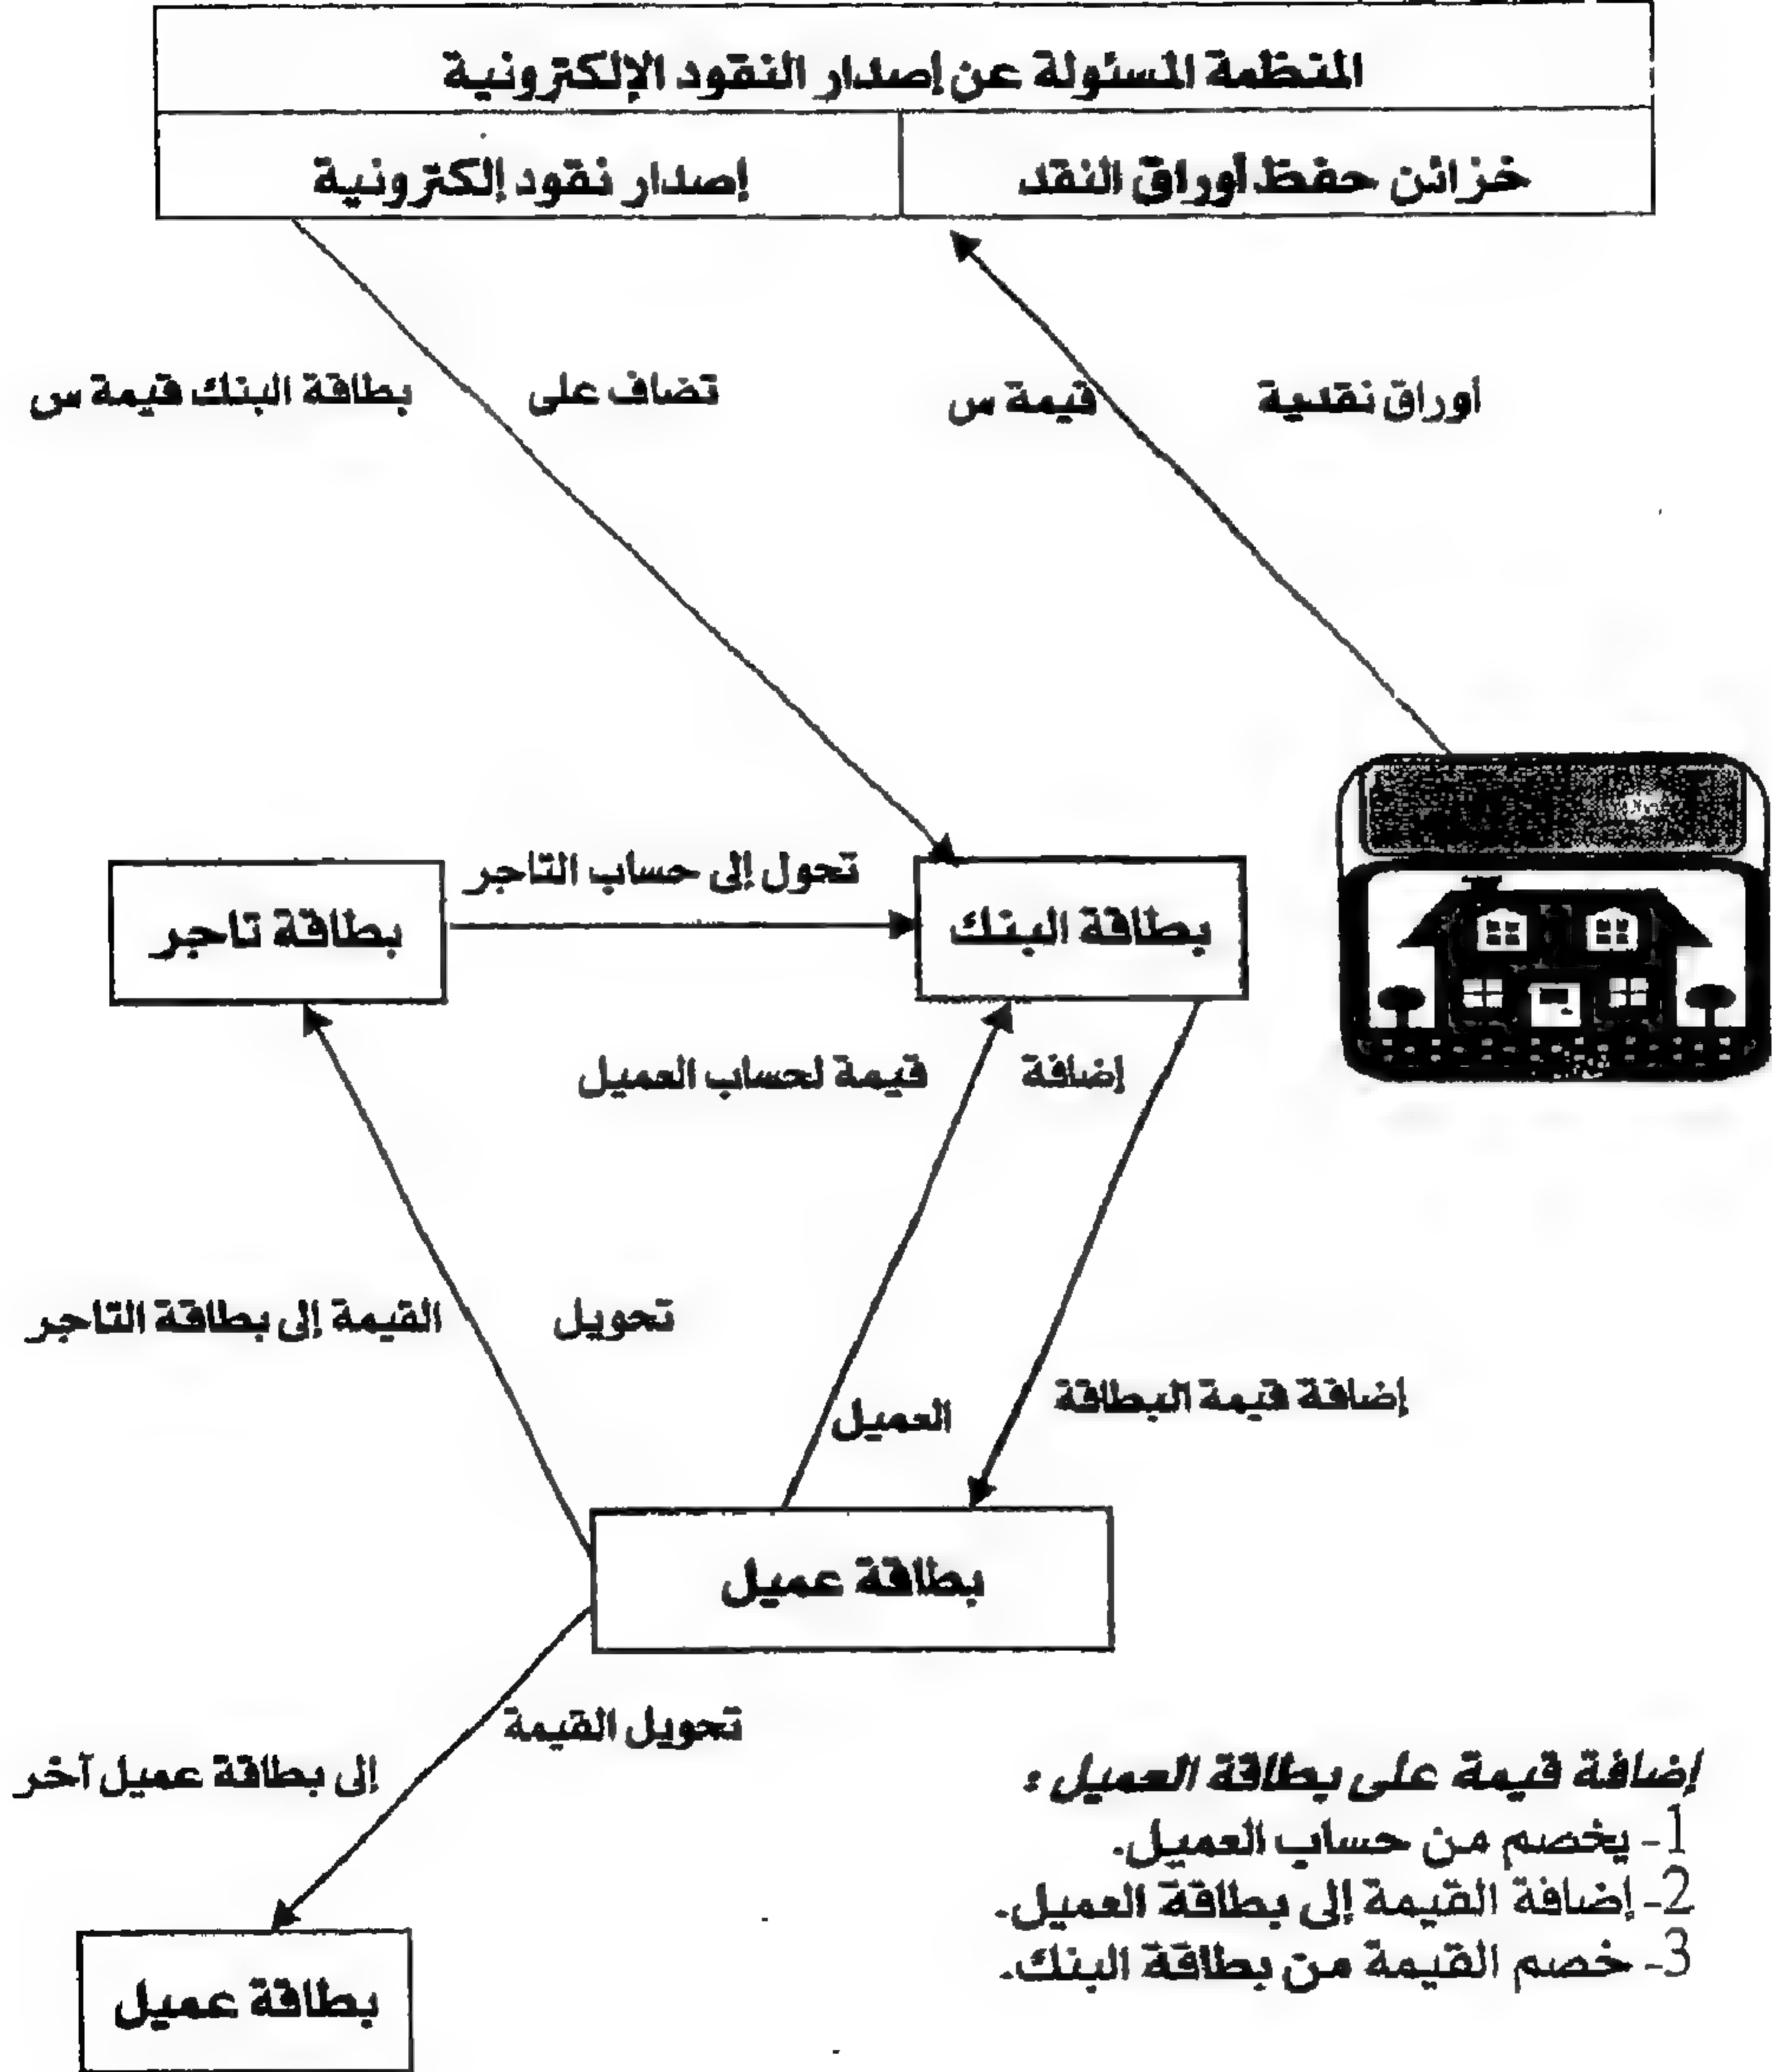 المنظمة المسئولة عن إصدار النقود الإلكترونية
خزائن حفظ أوراق النقد
إصدار نقود إلكترونية
أوراق نقدية
قيمة س
تضاف على
بطاقة البنك قيمة س
تحول إلى حساب التاجر
بطاقة البنك
بطاقة تاجر
إضافة
قيمة لحساب العميل
تحويل
القيمة إلى بطاقة التاجر
إضافة قيمة البطاقة
العميل
بطاقة عميل
تحويل القيمة
إلى بطاقة عميل آخر
إضافة قيمة على بطاقة العميل :
1- يخصم من حساب العميل.
2- إضافة القيمة إلى بطاقة العميل.
3- خصم القيمة من بطاقة البنك.
بطاقة عميل